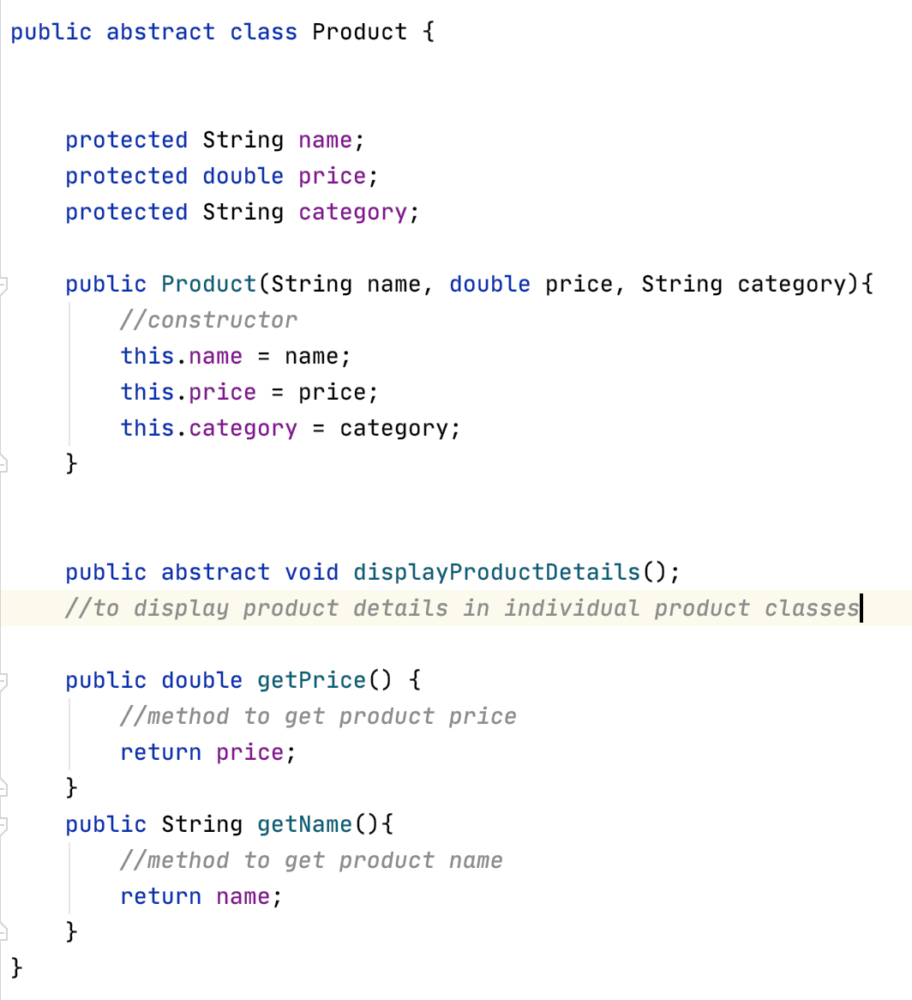 public abstract class Product {
protected String name;
protected double price;
protected String category;
public Product(String name, double price, String category){
//constructor
this.name = name;
this.price = price;
this.category = category;
}
public abstract void displayProductDetails();
//to display product details in individual product classes
public double getPrice() {
//method to get product price
return price;
}
public String getName(){
//method to get product name
return name;
}
}